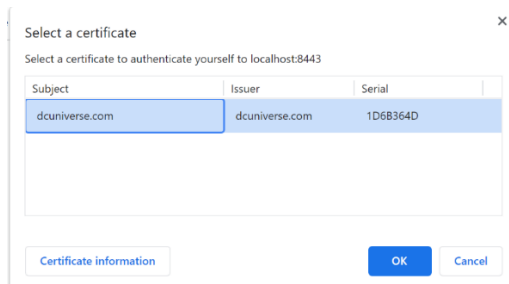 Select a certificate
Select a certificate to authenticate yourself to localhost:8443
Subject Issuer Serial
dcuniverse.com dcuniverse.com 1D6B364D
Certificate information OK Cancel